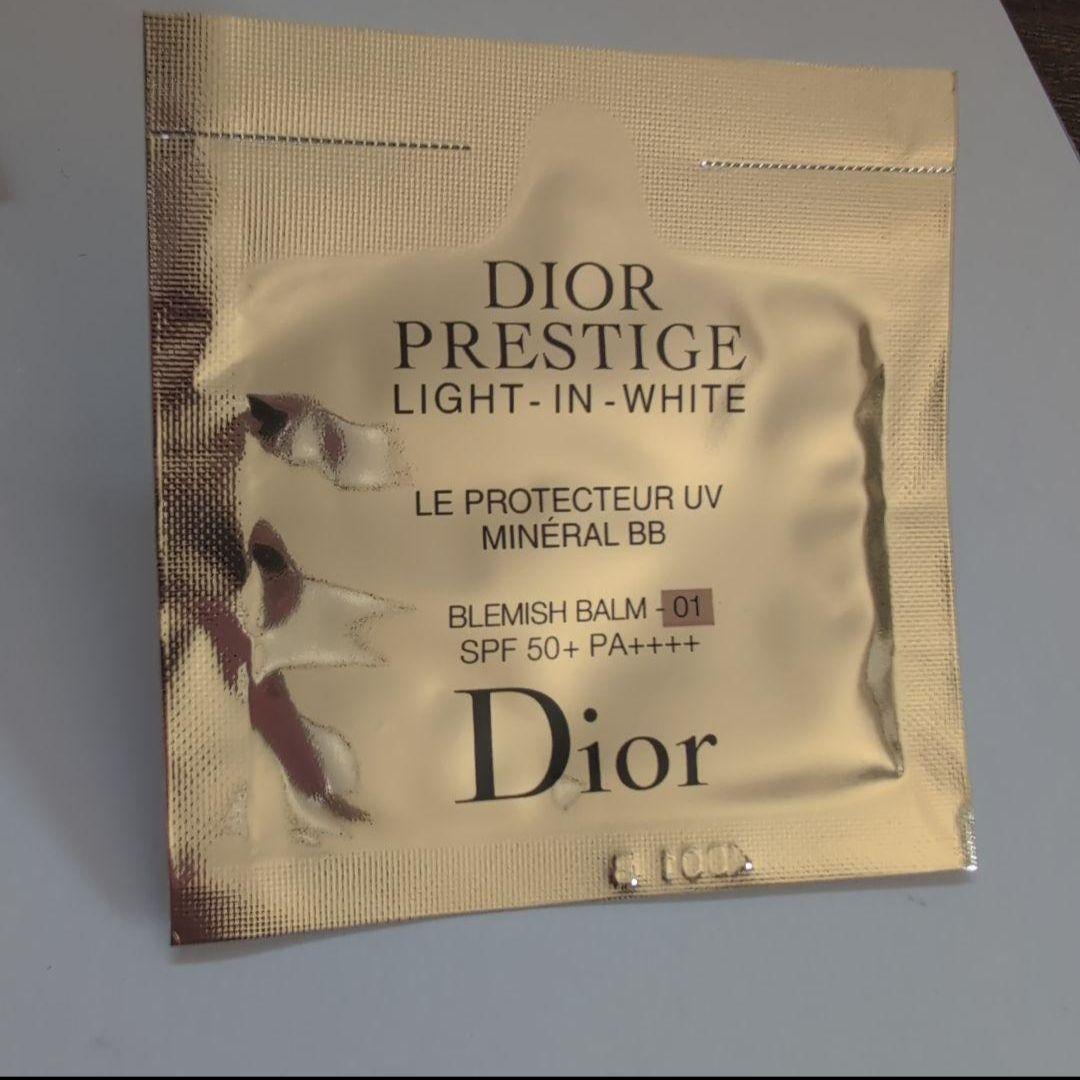 DIOR
PRESTIGE
LIGHT-IN-WHITE
LE PROTECTEUR UV
MINÉRAL BB
BLEMISH BALM - 01
SPF 50+ PA++++
Dior